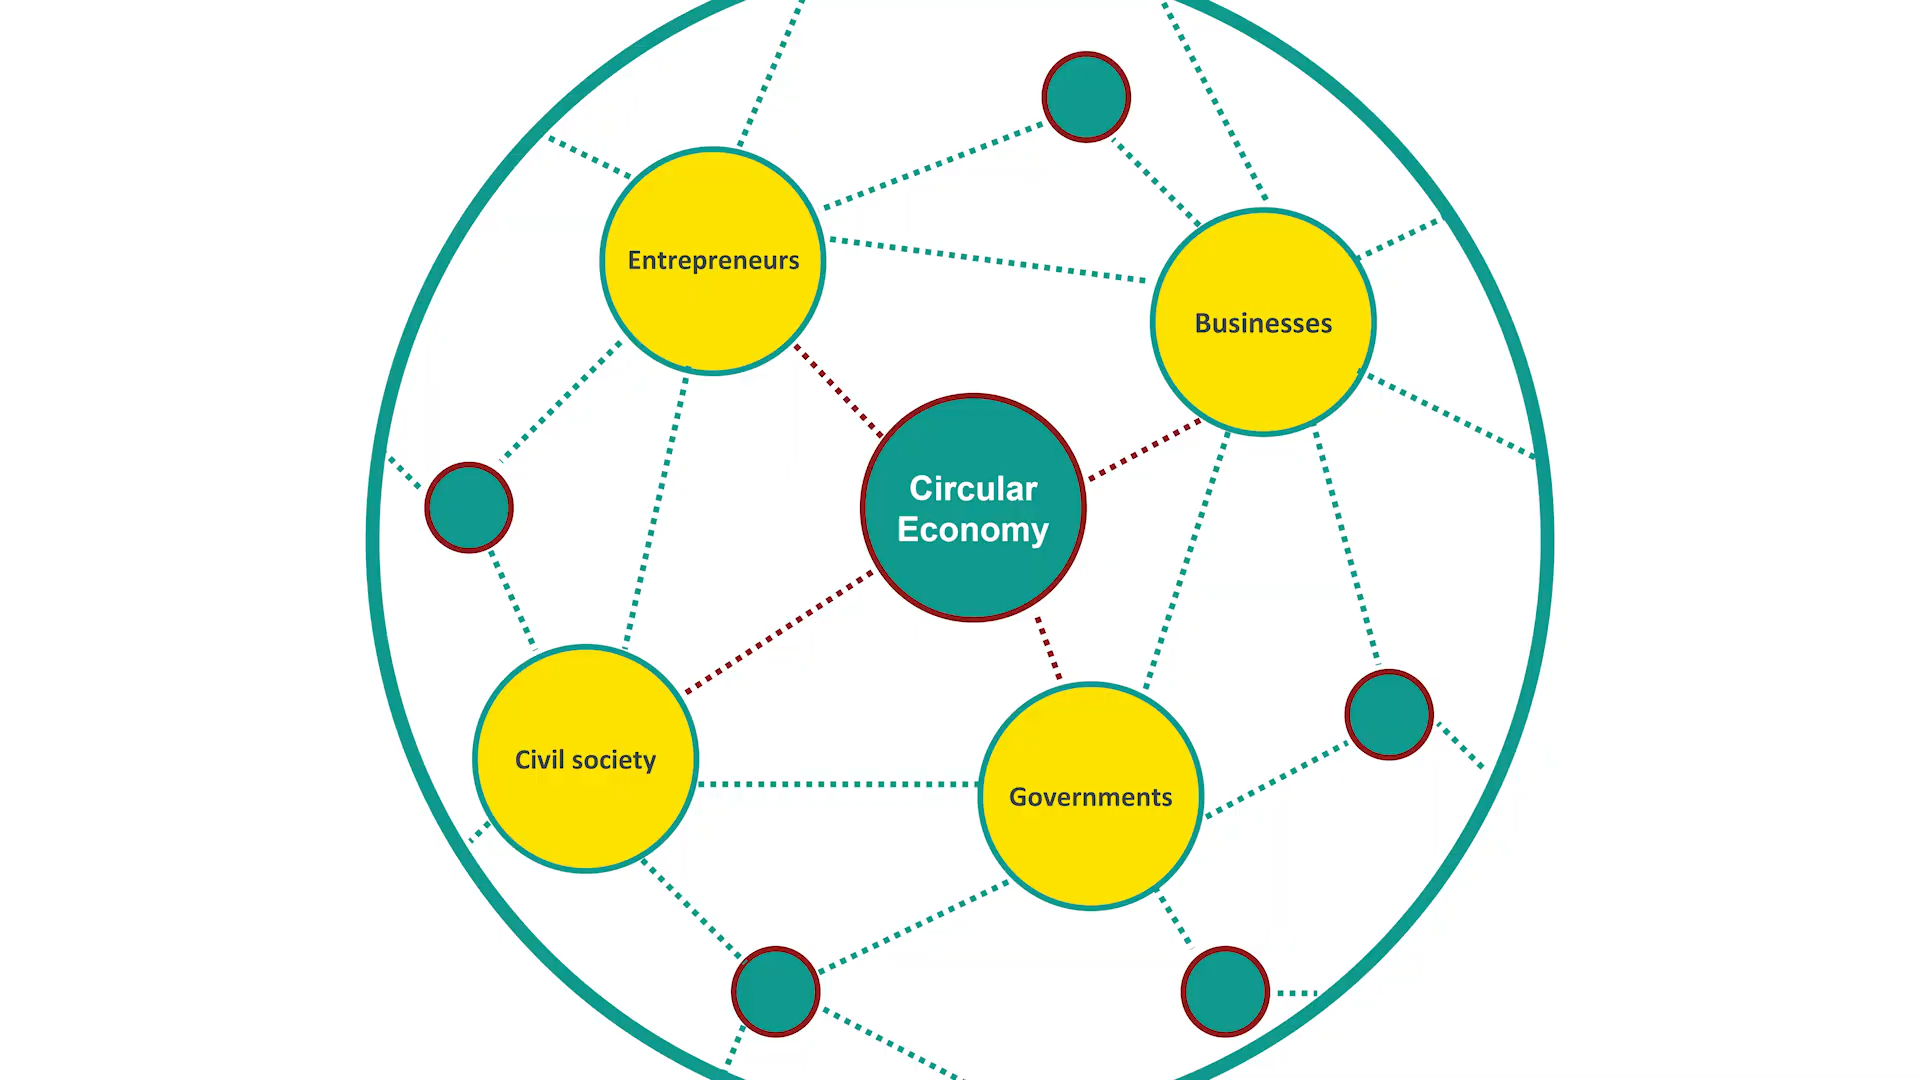 Entrepreneurs
Businesses
Circular
Economy
Civil society
Governments